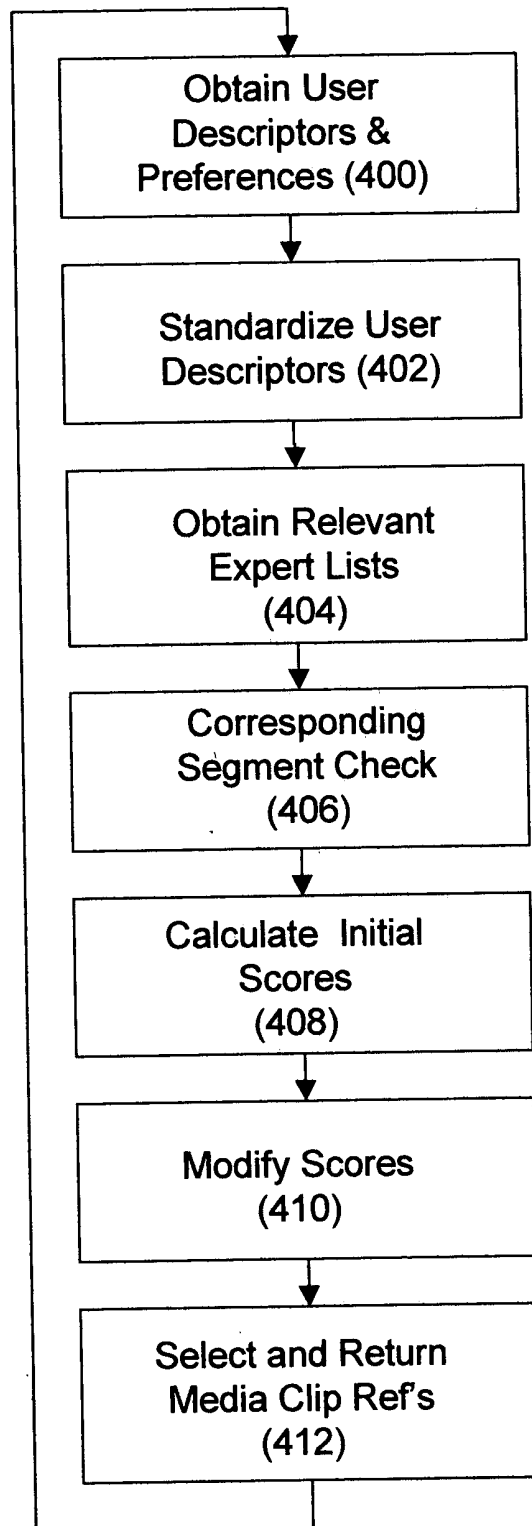 Obtain User
Descriptors &
Preferences (400)
Standardize User
Descriptors (402)
Obtain Relevant
Expert Lists
(404)
Corresponding
Segment Check
(406)
Calculate Initial
Scores
(408)
Modify Scores
(410)
Select and Return
Media Clip Ref's
(412)